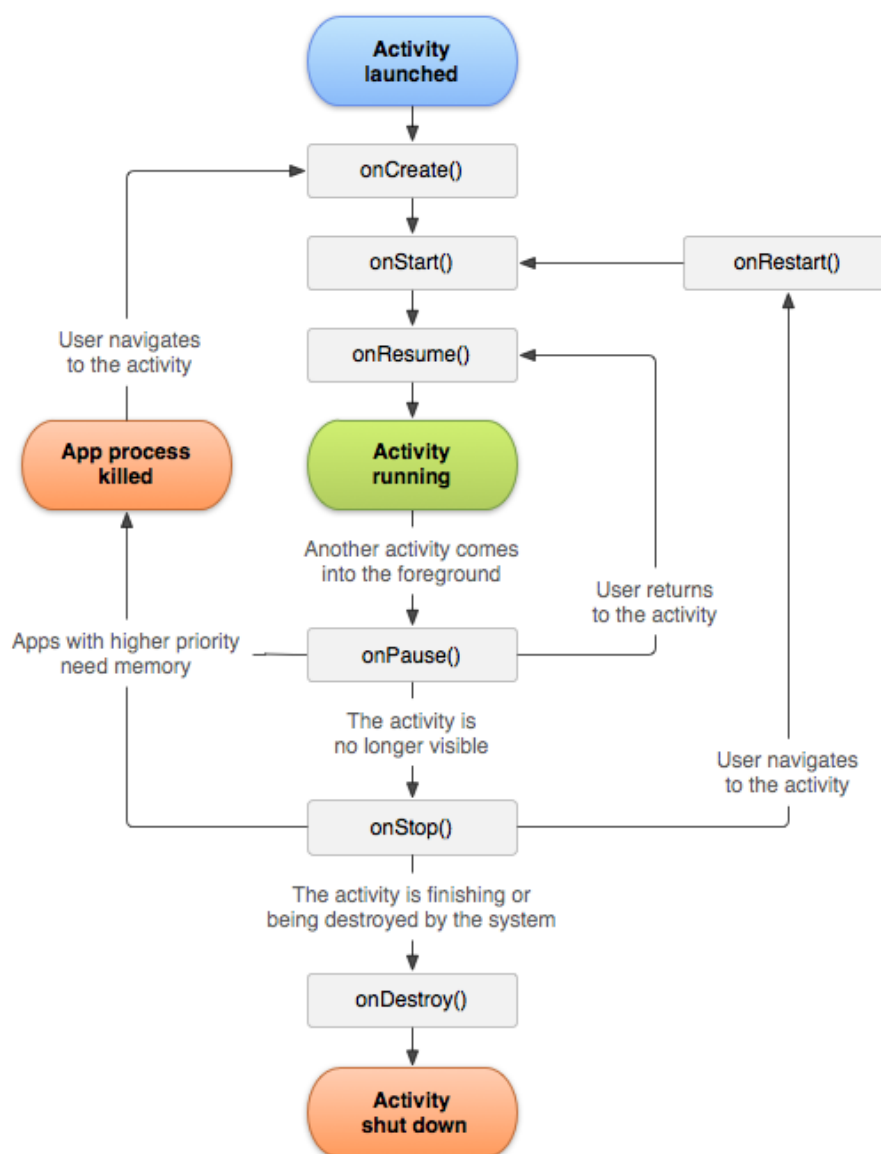 Activity
launched
onCreate()
onStart()
onRestart()
User navigates
to the activity
onResume()
App process
killed
Activity
running
Another activity comes
into the foreground
User returns
to the activity
Apps with higher priority
need memory
onPause()
The activity is
no longer visible
User navigates
to the activity
onStop()
The activity is finishing or
being destroyed by the system
onDestroy()
Activity
shut down